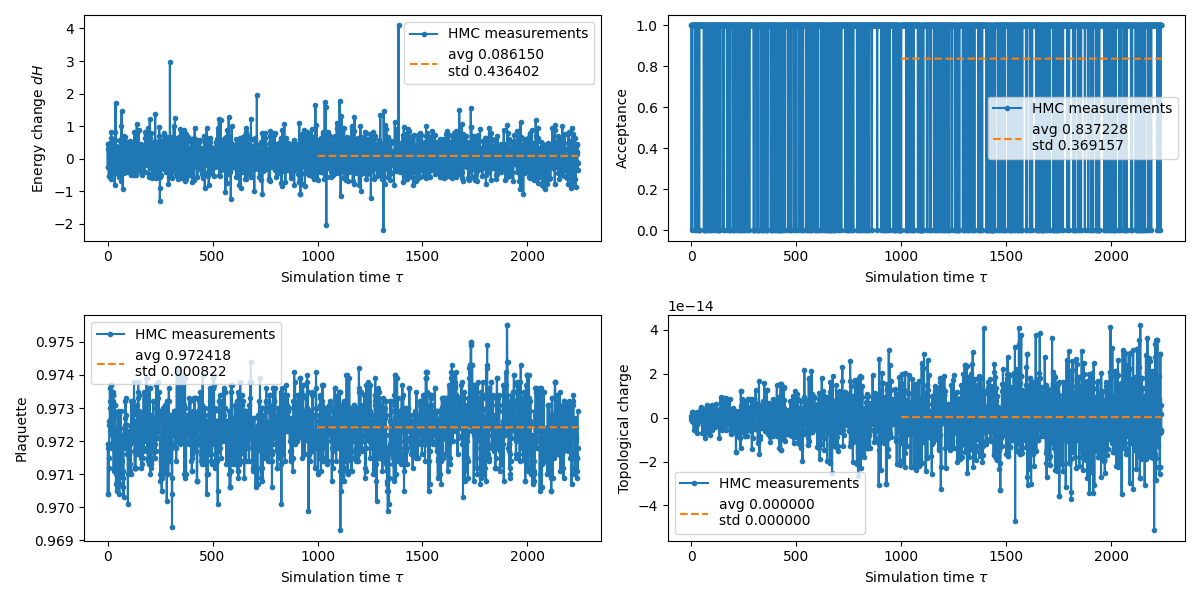 4
3
2
1
0
−1
−2
Energy change dH
HMC measurements
avg 0.086150
std 0.436402
0
500
1000
1500
2000
Simulation time τ
1.0
0.8
0.6
0.4
0.2
0.0
Acceptance
HMC measurements
avg 0.837228
std 0.369157
0
500
1000
1500
2000
Simulation time τ
0.975
0.974
0.973
0.972
0.971
0.970
0.969
Plaquette
HMC measurements
avg 0.972418
std 0.000822
0
500
1000
1500
2000
Simulation time τ
1e−14
4
2
0
−2
−4
Topological charge
HMC measurements
avg 0.000000
std 0.000000
0
500
1000
1500
2000
Simulation time τ